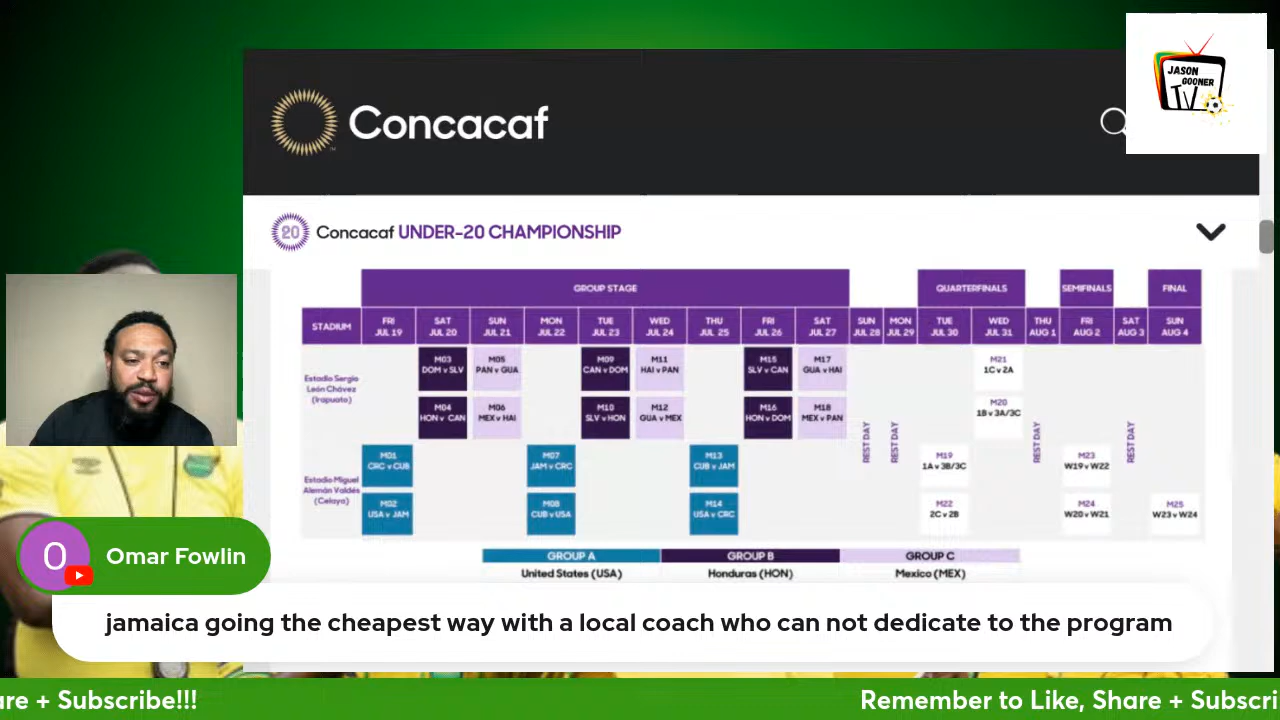 JASON
GOONER
TV
Concacaf
20
Concacaf UNDER-20 CHAMPIONSHIP
GROUP STAGE
QUARTERFINALS
SEMIFINALS
FINAL
STADIUM
FRI JUL 19
SAT JUL 20
SUN JUL 21
MON JUL 22
TUE JUL 23
WED JUL 24
THU JUL 25
FRI JUL 26
SAT JUL 27
SUN JUL 28
MON JUL 29
TUE JUL 30
WED JUL 31
THU AUG 1
FRI AUG 2
SAT AUG 3
SUN AUG 4
Estadio Sergio
León Chávez
(Irapuato)
M03 DOM v SLV
M05 PAN v GUA
M09 CAN v DOM
M11 HAI v PAN
M15 SLV v CAN
M17 GUA v HAI
M21 1C v 2A
M04 HON v CAN
M06 MEX v HAI
M10 SLV v HON
M12 GUA v MEX
M16 HON v DOM
M18 MEX v PAN
M20 1B v 3A/3C
REST DAY
REST DAY
REST DAY
REST DAY
Estadio Miguel
Alemán Valdés
(Celaya)
M01 CRC v CUB
M07 JAM v CRC
M13 CUB v JAM
M19 1A v 3B/3C
M23 W19 v W22
M02 USA v JAM
M08 CUB v USA
M14 USA v CRC
M22 2C v 2B
M24 W20 v W21
M25 W23 v W24
GROUP A
GROUP B
GROUP C
United States (USA)
Honduras (HON)
Mexico (MEX)
O
Omar Fowlin
jamaica going the cheapest way with a local coach who can not dedicate to the program
are + Subscribe!!!
Remember to Like, Share + Subscri